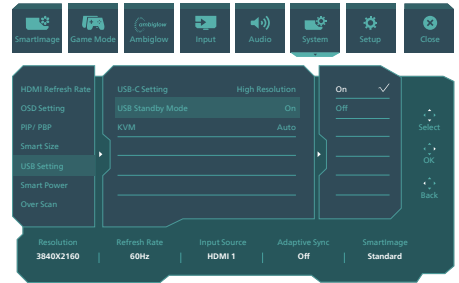 SmartImage Game Mode ambiglow Ambiglow Input Audio System Setup Close
HDMI Refresh Rate USB-C Setting High Resolution On
OSD Setting USB Standby Mode On Off
PIP/ PBP KVM Auto Select
Smart Size
USB Setting OK
Smart Power
Over Scan Back
Resolution Refresh Rate Input Source Adaptive Sync SmartImage
3840X2160 60Hz HDMI 1 Off Standard